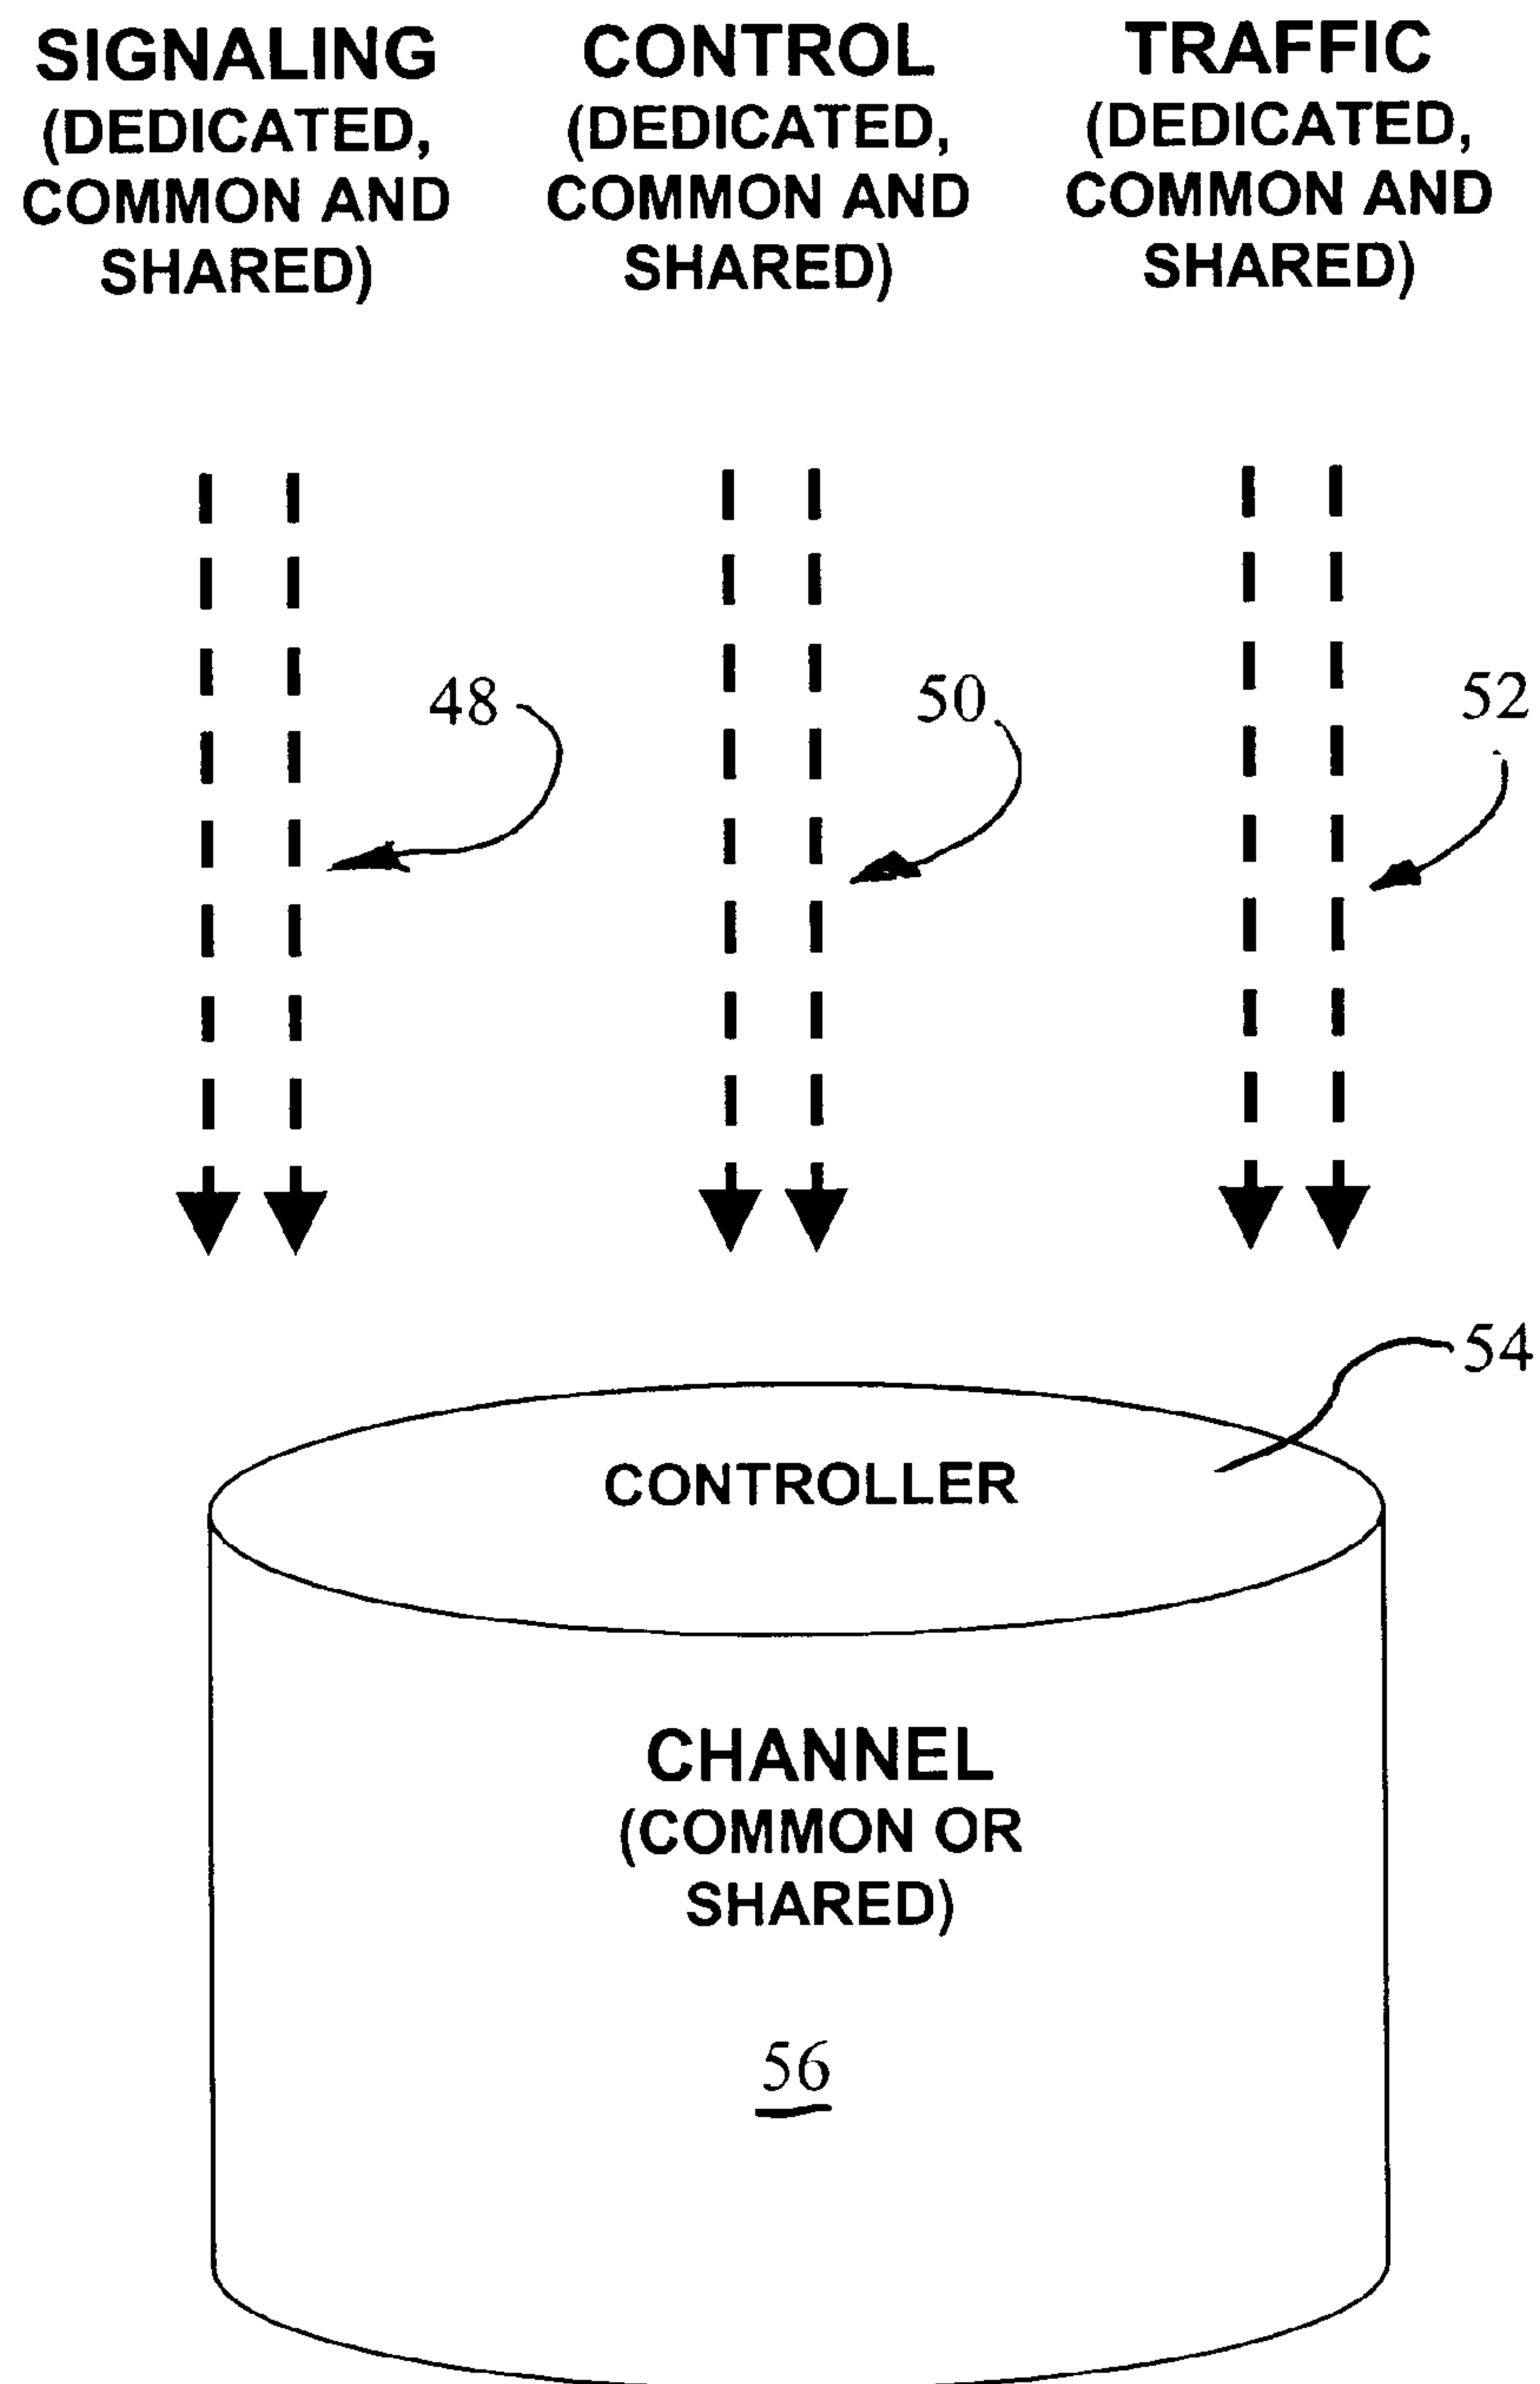 SIGNALING
(DEDICATED,
COMMON AND
SHARED)
CONTROL
(DEDICATED,
COMMON AND
SHARED)
TRAFFIC
(DEDICATED,
COMMON AND
SHARED)
48
50
52
54
CONTROLLER
CHANNEL
(COMMON OR
SHARED)
56